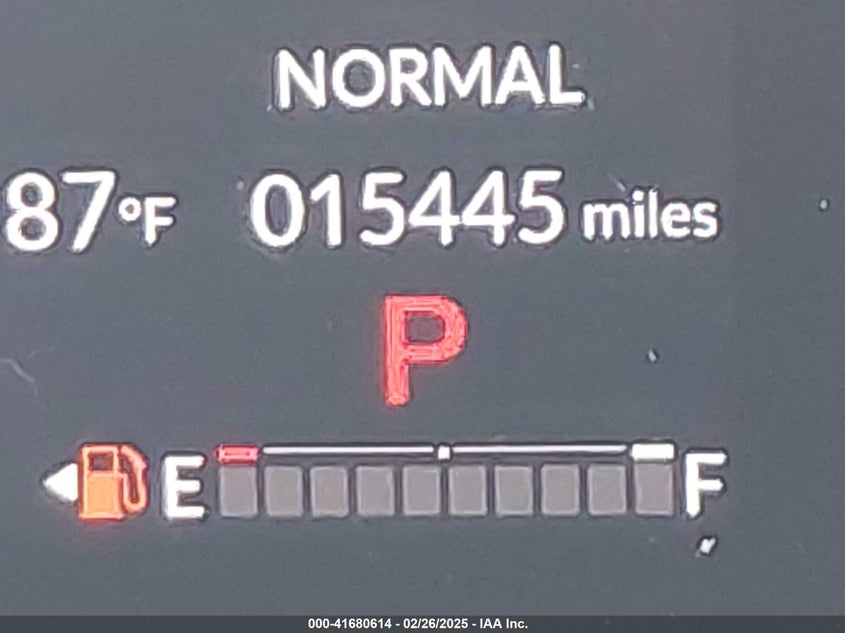 NORMAL
87°F 015445 miles
P
E F
000-41680614 - 02/26/2025 - IAA Inc.